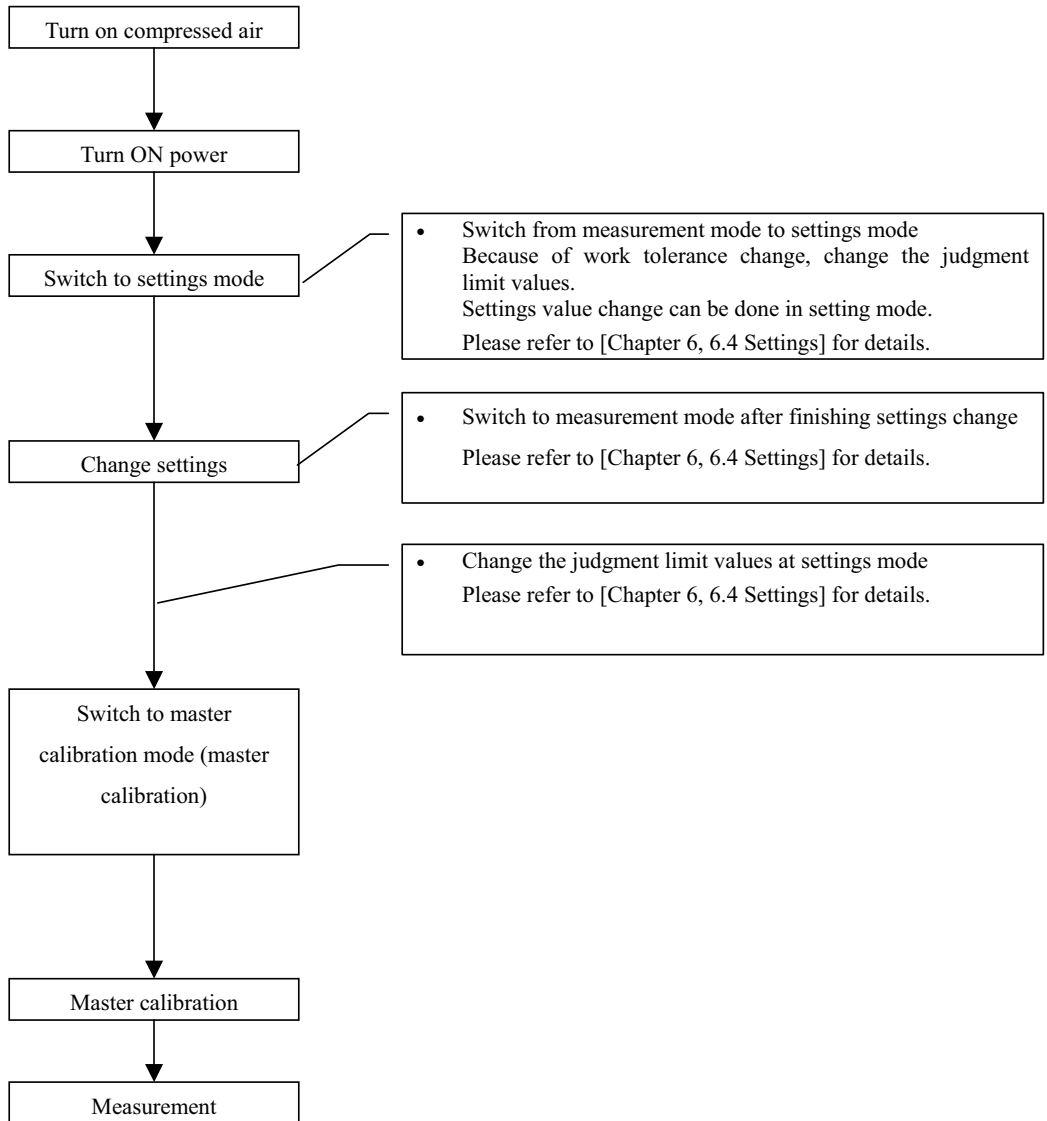 Turn on compressed air
Turn ON power
Switch to settings mode
• Switch from measurement mode to settings mode
Because of work tolerance change, change the judgment
limit values.
Settings value change can be done in setting mode.
Please refer to [Chapter 6, 6.4 Settings] for details.
Change settings
• Switch to measurement mode after finishing settings change
Please refer to [Chapter 6, 6.4 Settings] for details.
• Change the judgment limit values at settings mode
Please refer to [Chapter 6, 6.4 Settings] for details.
Switch to master
calibration mode (master
calibration)
Master calibration
Measurement